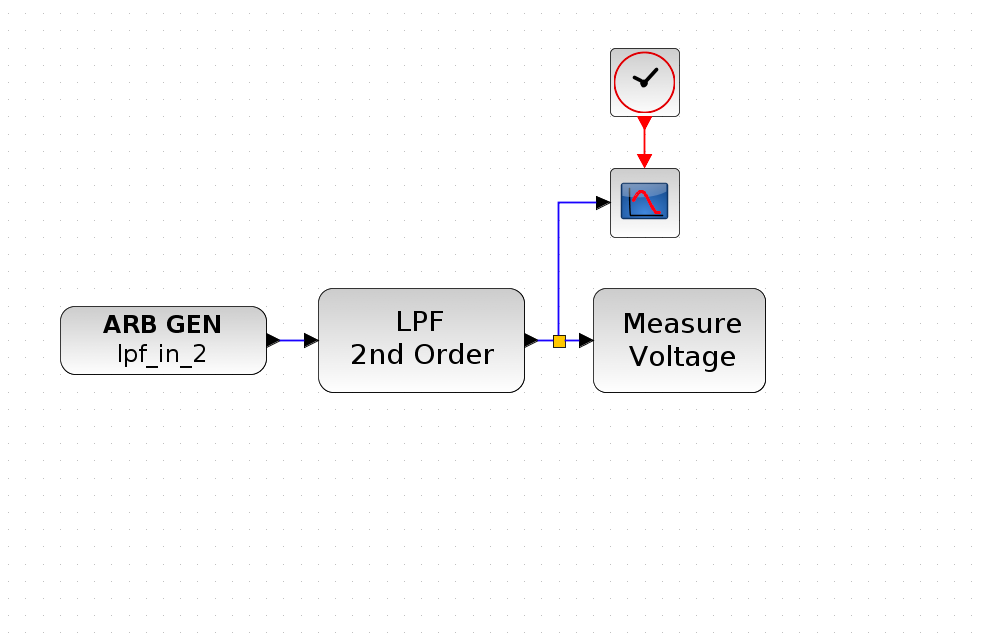 ARB GEN
lpf_in_2
LPF
2nd Order
Measure
Voltage